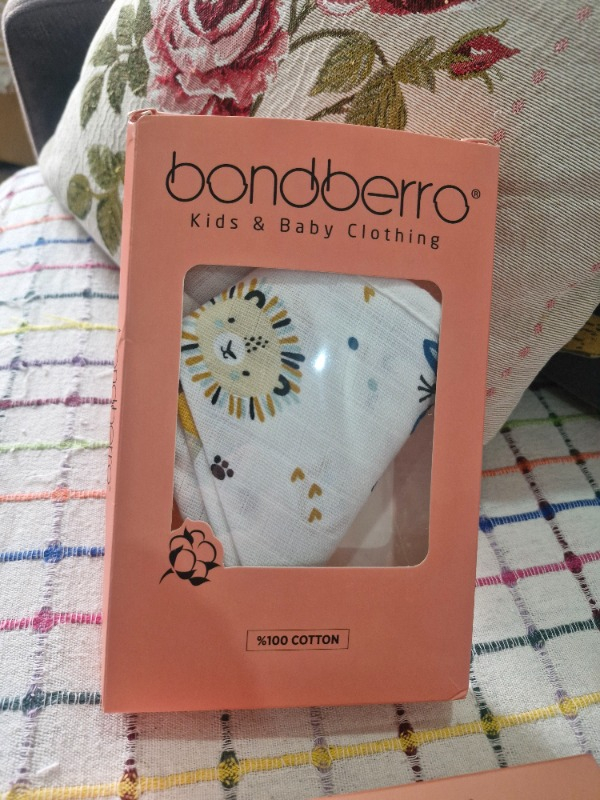 bondberro®
Kids & Baby Clothing
%100 COTTON